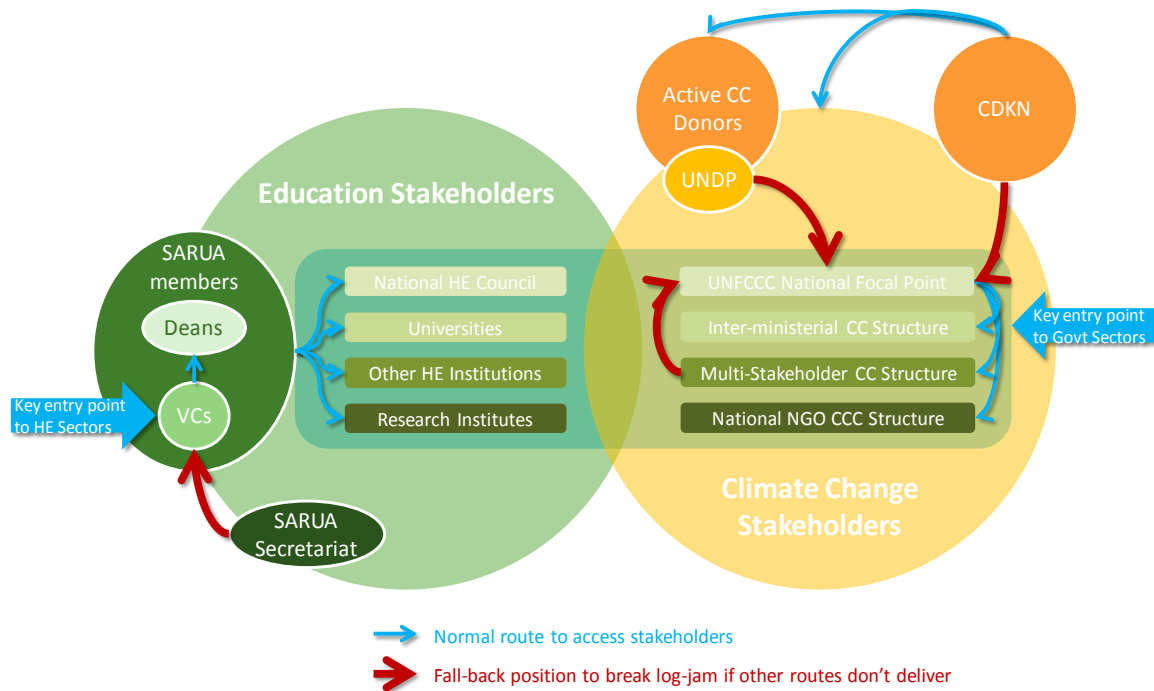 Active CC
Donors
CDKN
UNDP
Education Stakeholders
SARUA
members
Deans
VCs
Key entry point
to HE Sectors
SARUA
Secretariat
National HE Council
Universities
Other HE Institutions
Research Institutes
UNFCCC National Focal Point
Inter-ministerial CC Structure
Multi-Stakeholder CC Structure
National NGO CCC Structure
Key entry point
to Govt Sectors
Climate Change
Stakeholders
Normal route to access stakeholders
Fall-back position to break log-jam if other routes don’t deliver